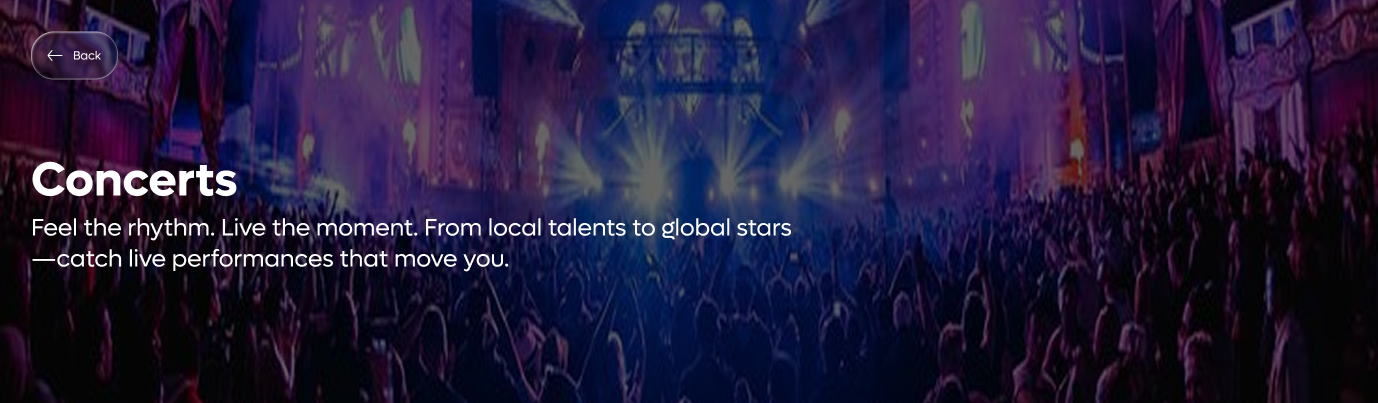 Back
Concerts
Feel the rhythm. Live the moment. From local talents to global stars
—catch live performances that move you.